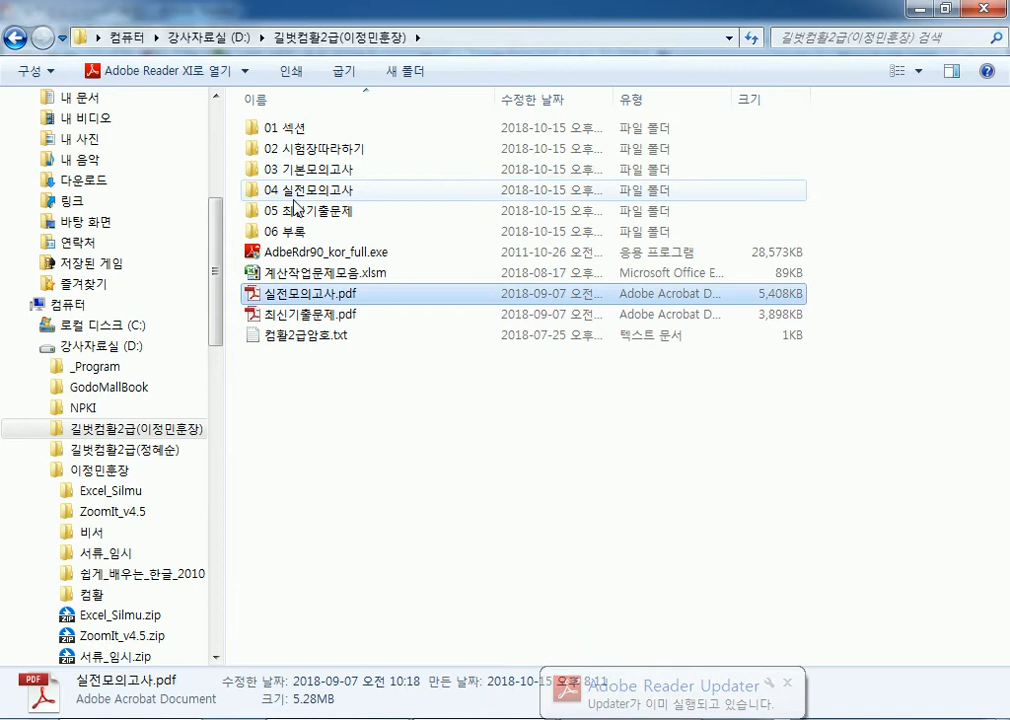 컴퓨터 ▸ 강사자료실 (D:) ▸ 길벗컴활2급(이정민훈장) ▸
길벗컴활2급(이정민훈장) 검색
구성 Adobe Reader XI로 열기 인쇄 굽기 새 폴더
내 문서
내 비디오
내 사진
내 음악
다운로드
링크
바탕 화면
연락처
저장된 게임
즐겨찾기
컴퓨터
로컬 디스크 (C:)
강사자료실 (D:)
_Program
GodoMallBook
NPKI
길벗컴활2급(이정민훈장)
길벗컴활2급(정혜순)
이정민훈장
Excel_Silmu
ZoomIt_v4.5
비서
서류_임시
쉽게_배우는_한글_2010
컴활
Excel_Silmu.zip
ZoomIt_v4.5.zip
서류_임시.zip
이름 수정한 날짜 유형 크기
01 섹션 2018-10-15 오후... 파일 폴더
02 시험장따라하기 2018-10-15 오후... 파일 폴더
03 기본모의고사 2018-10-15 오후... 파일 폴더
04 실전모의고사 2018-10-15 오후... 파일 폴더
05 최신기출문제 2018-10-15 오후... 파일 폴더
06 부록 2018-10-15 오후... 파일 폴더
AdbeRdr90_kor_full.exe 2011-10-26 오전... 응용 프로그램 28,573KB
계산작업문제모음.xlsm 2018-08-17 오후... Microsoft Office E... 89KB
실전모의고사.pdf 2018-09-07 오전... Adobe Acrobat D... 5,408KB
최신기출문제.pdf 2018-09-07 오전... Adobe Acrobat D... 3,898KB
컴활2급암호.txt 2018-07-25 오후... 텍스트 문서 1KB
실전모의고사.pdf 수정한 날짜: 2018-09-07 오전 10:18 만든 날짜: 2018-10-15 오후 8:11
Adobe Acrobat Document 크기: 5.28MB
PDF
Adobe Reader Updater
Updater가 이미 실행되고 있습니다.